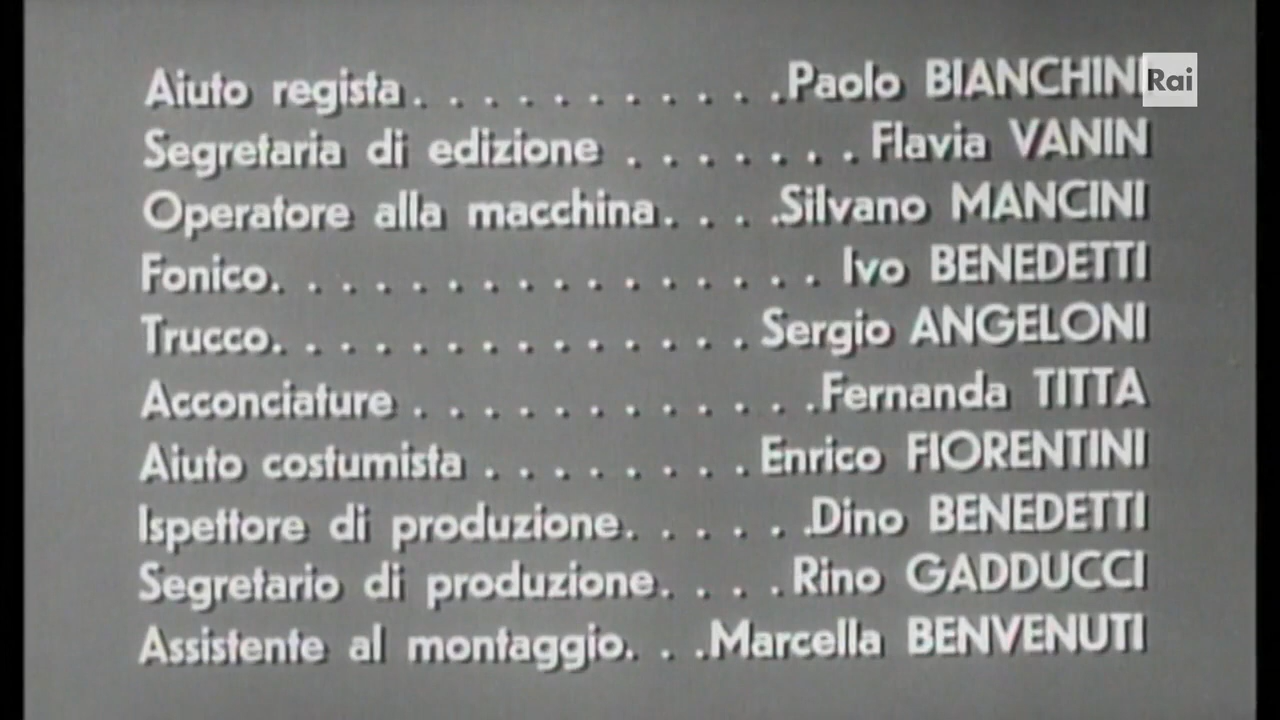 Aiuto regista. . . . . . . . . . . .Paolo BIANCHINI
Rai
Segretaria di edizione . . . . . . . Flavia VANIN
Operatore alla macchina. . . .Silvano MANCINI
Fonico. . . . . . . . . . . . . . . . Ivo BENEDETTI
Trucco. . . . . . . . . . . . . . Sergio ANGELONI
Acconciature . . . . . . . . . . . .Fernanda TITTA
Aiuto costumista . . . . . . . . Enrico FIORENTINI
Ispettore di produzione. . . . . .Dino BENEDETTI
Segretario di produzione. . . . Rino GADDUCCI
Assistente al montaggio. . .Marcella BENVENUTI